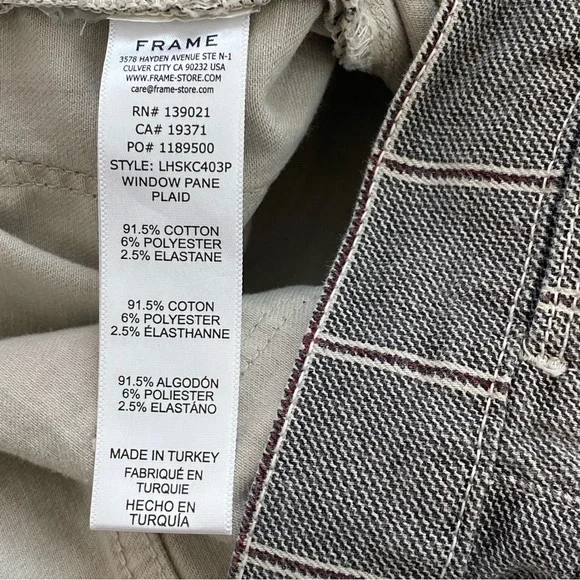 FRAME
3578 HAYDEN AVENUE STE N-1
CULVER CITY CA 90232 USA
WWW.FRAME-STORE.COM
care@frame-store.com
RN# 139021
CA# 19371
PO# 1189500
STYLE: LHSKC403P
WINDOW PANE
PLAID
91.5% COTTON
6% POLYESTER
2.5% ELASTANE
91.5% COTON
6% POLYESTER
2.5% ÉLASTHANNE
91.5% ALGODÓN
6% POLIESTER
2.5% ELASTÁNO
MADE IN TURKEY
FABRIQUÉ EN
TURQUIE
HECHO EN
TURQUÍA